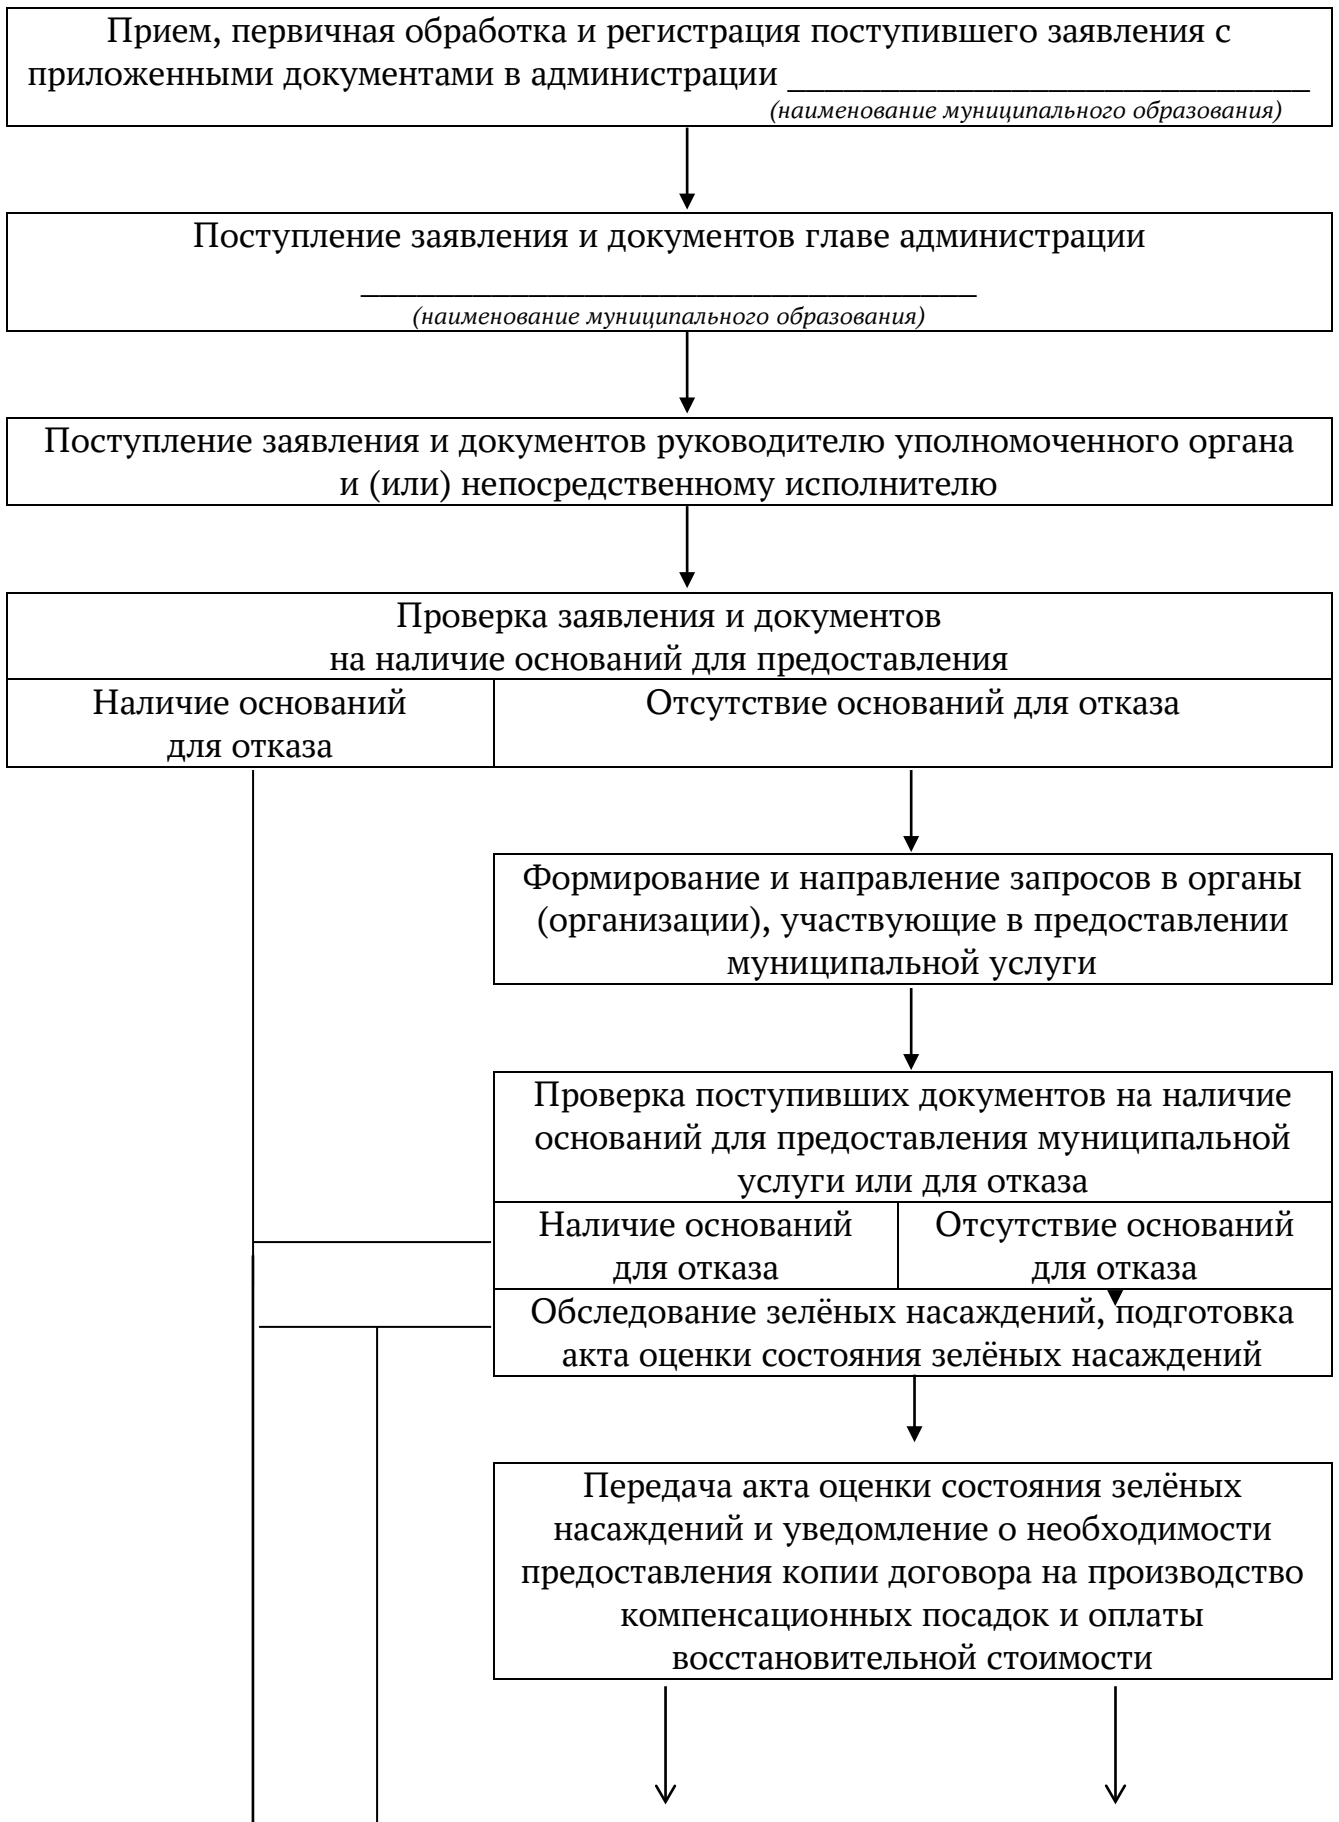 Прием, первичная обработка и регистрация поступившего заявления с
приложенными документами в администрации ______________________________
(наименование муниципального образования)
Поступление заявления и документов главе администрации
___________________________________
(наименование муниципального образования)
Поступление заявления и документов руководителю уполномоченного органа
и (или) непосредственному исполнителю
Проверка заявления и документов
на наличие оснований для предоставления
Наличие оснований
для отказа
Отсутствие оснований для отказа
Формирование и направление запросов в органы
(организации), участвующие в предоставлении
муниципальной услуги
Проверка поступивших документов на наличие
оснований для предоставления муниципальной
услуги или для отказа
Наличие оснований
для отказа
Отсутствие оснований
для отказа
Обследование зелёных насаждений, подготовка
акта оценки состояния зелёных насаждений
Передача акта оценки состояния зелёных
насаждений и уведомление о необходимости
предоставления копии договора на производство
компенсационных посадок и оплаты
восстановительной стоимости